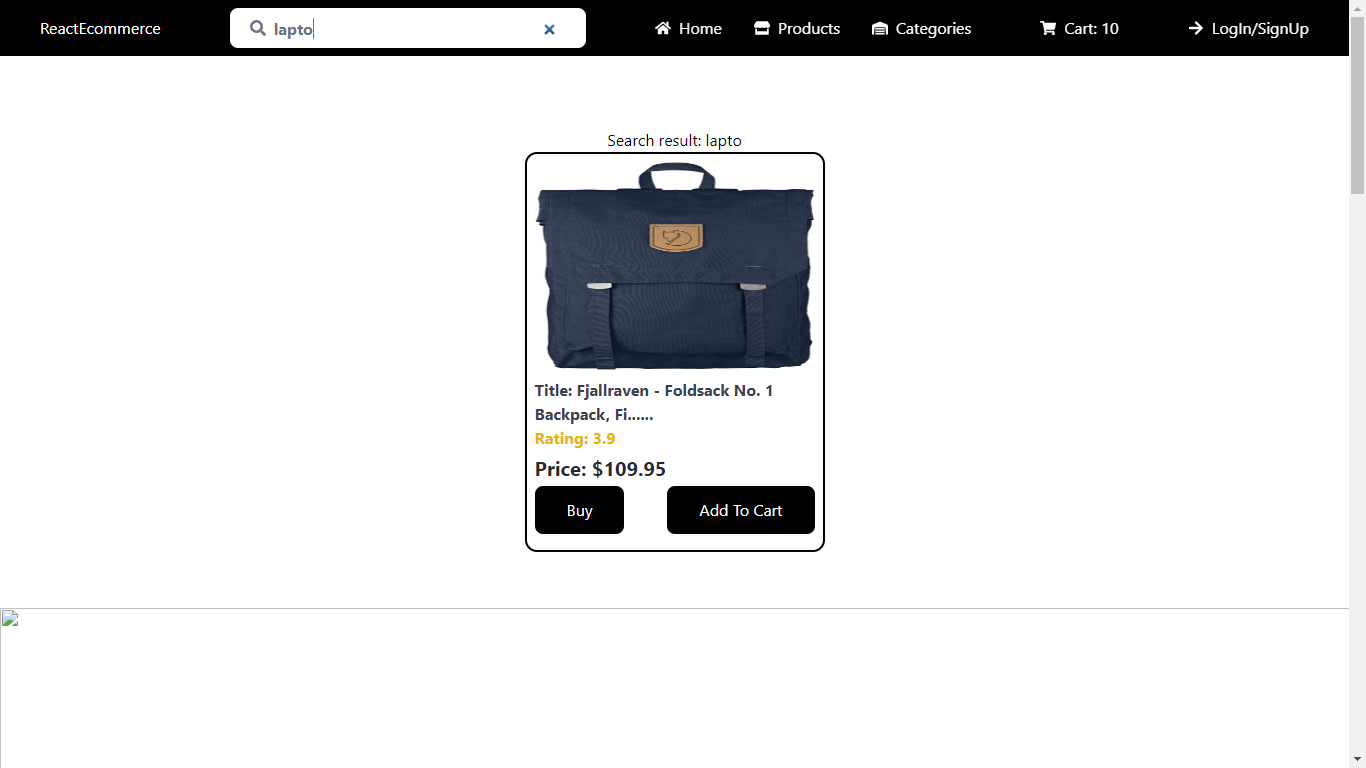 ReactEcommerce
lapto
Home
Products
Categories
Cart: 10
LogIn/SignUp
Search result: lapto
Title: Fjallraven - Foldsack No. 1
Backpack, Fi......
Rating: 3.9
Price: $109.95
Buy
Add To Cart